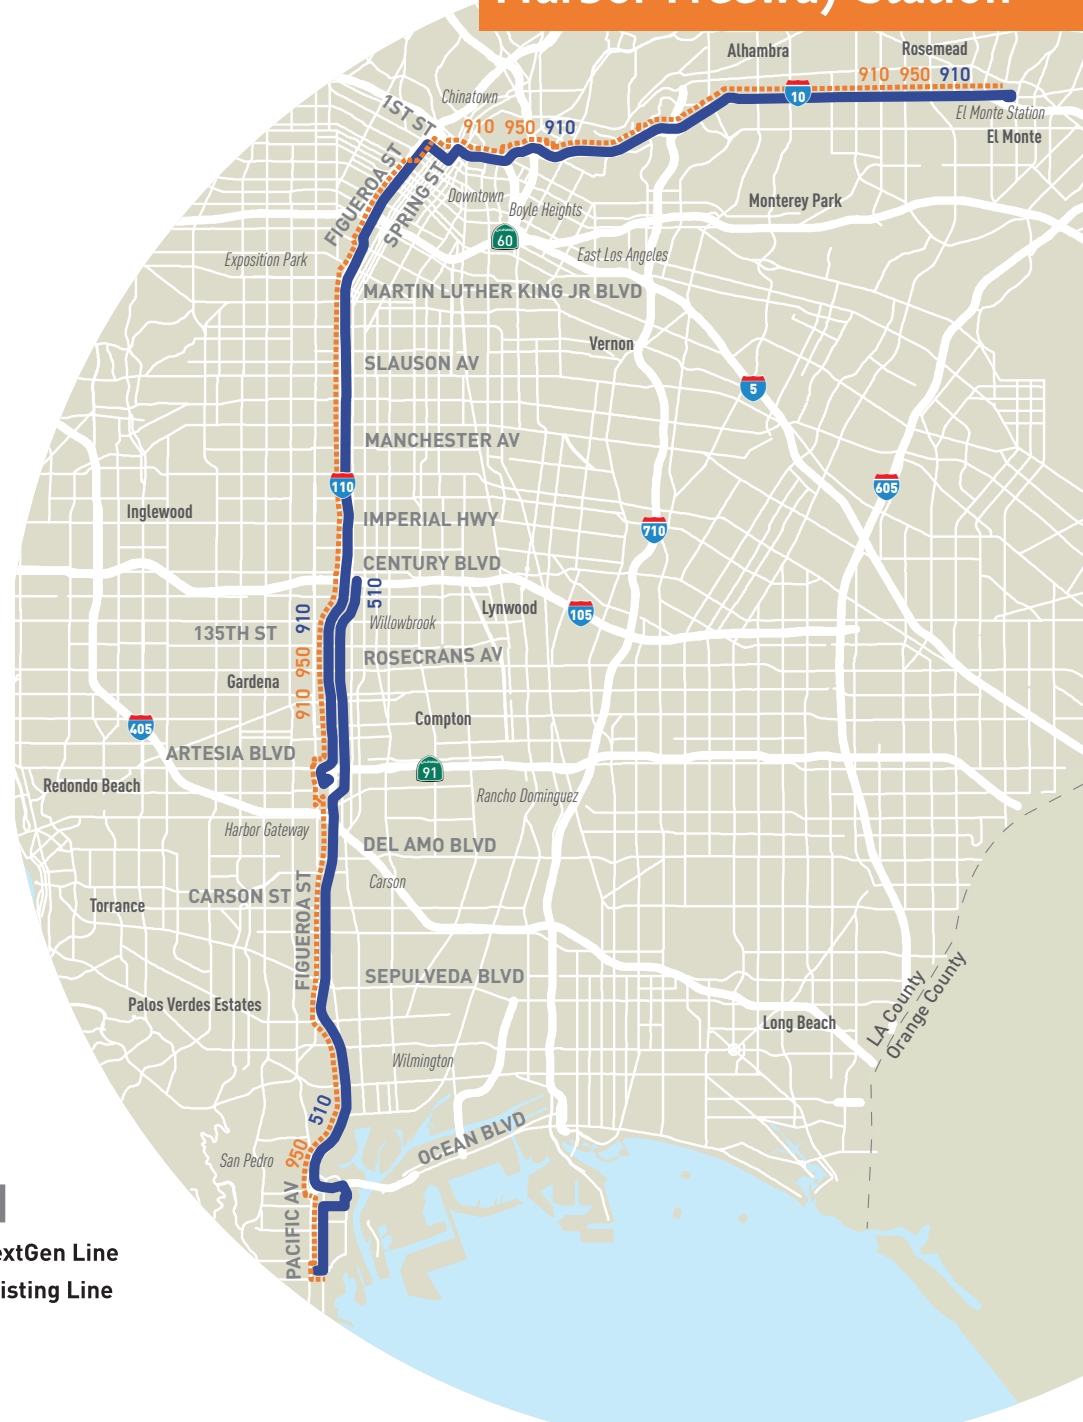 Alhambra
Rosemead
910 950 910
10
Chinatown
1ST ST
El Monte Station
910 950 910
El Monte
FIGUEROA ST
SPRING ST
Downtown
Boyle Heights
Monterey Park
60
Exposition Park
East Los Angeles
MARTIN LUTHER KING JR BLVD
Vernon
SLAUSON AV
5
MANCHESTER AV
110
605
Inglewood
IMPERIAL HWY
710
CENTURY BLVD
510
910
Lynwood
105
135TH ST
Willowbrook
910 950
ROSECRANS AV
Gardena
Compton
405
ARTESIA BLVD
91
Redondo Beach
Rancho Dominguez
Harbor Gateway
DEL AMO BLVD
Carson
CARSON ST
FIGUEROA ST
Torrance
SEPULVEDA BLVD
Palos Verdes Estates
LA County
Orange County
Long Beach
Wilmington
510
950
OCEAN BLVD
San Pedro
PACIFIC AV
extGen Line
isting Line